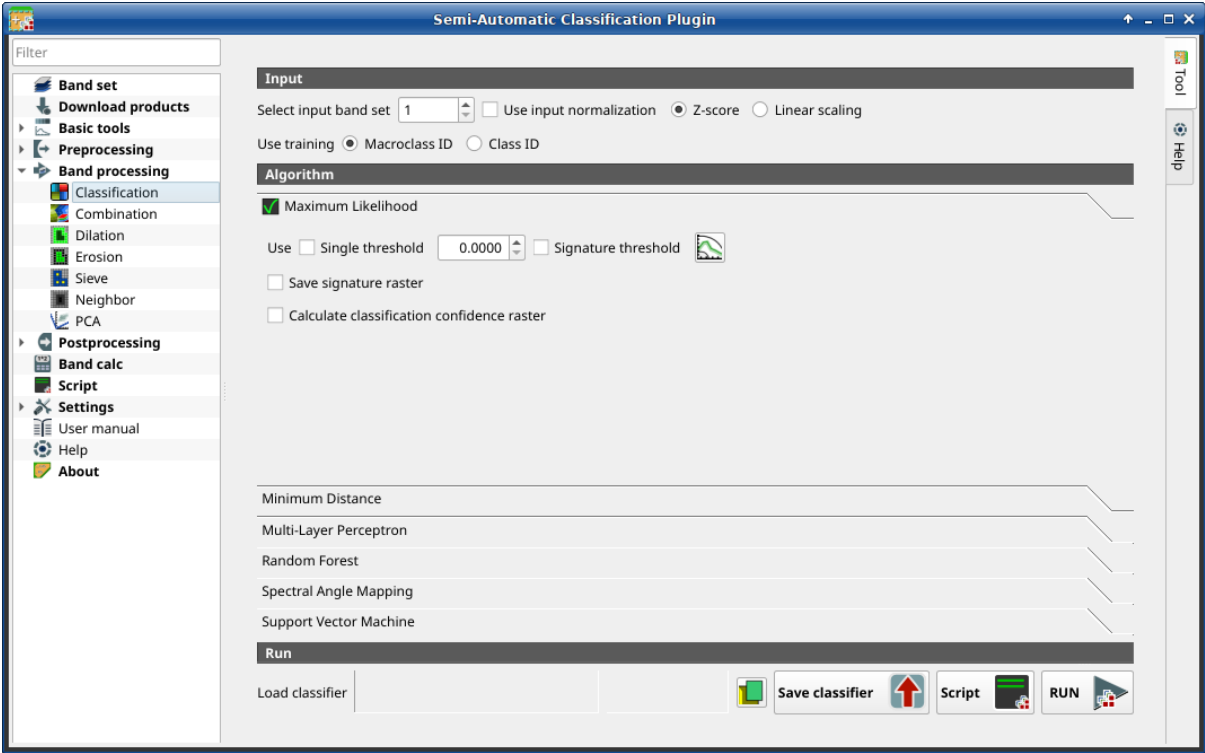 Semi-Automatic Classification Plugin
Filter
Band set
Download products
Basic tools
Preprocessing
Band processing
Classification
Combination
Dilation
Erosion
Sieve
Neighbor
PCA
Postprocessing
Band calc
Script
Settings
User manual
Help
About
Input
Select input band set 1 Use input normalization Z-score Linear scaling
Use training Macroclass ID Class ID
Algorithm
Maximum Likelihood
Use Single threshold 0.0000 Signature threshold
Save signature raster
Calculate classification confidence raster
Minimum Distance
Multi-Layer Perceptron
Random Forest
Spectral Angle Mapping
Support Vector Machine
Run
Load classifier Save classifier Script RUN
Tool
Help